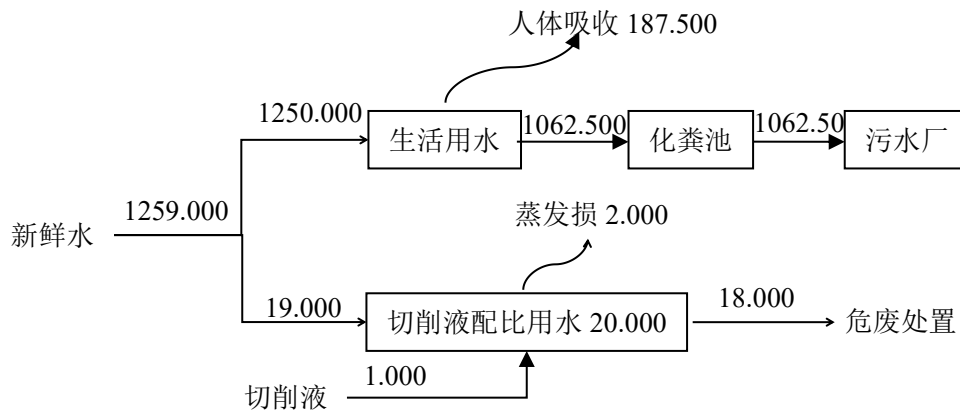 人体吸收 187.500
1250.000
生活用水
1062.500
化粪池
1062.50
污水厂
新鲜水
1259.000
蒸发损 2.000
19.000
切削液配比用水 20.000
18.000
危废处置
切削液
1.000